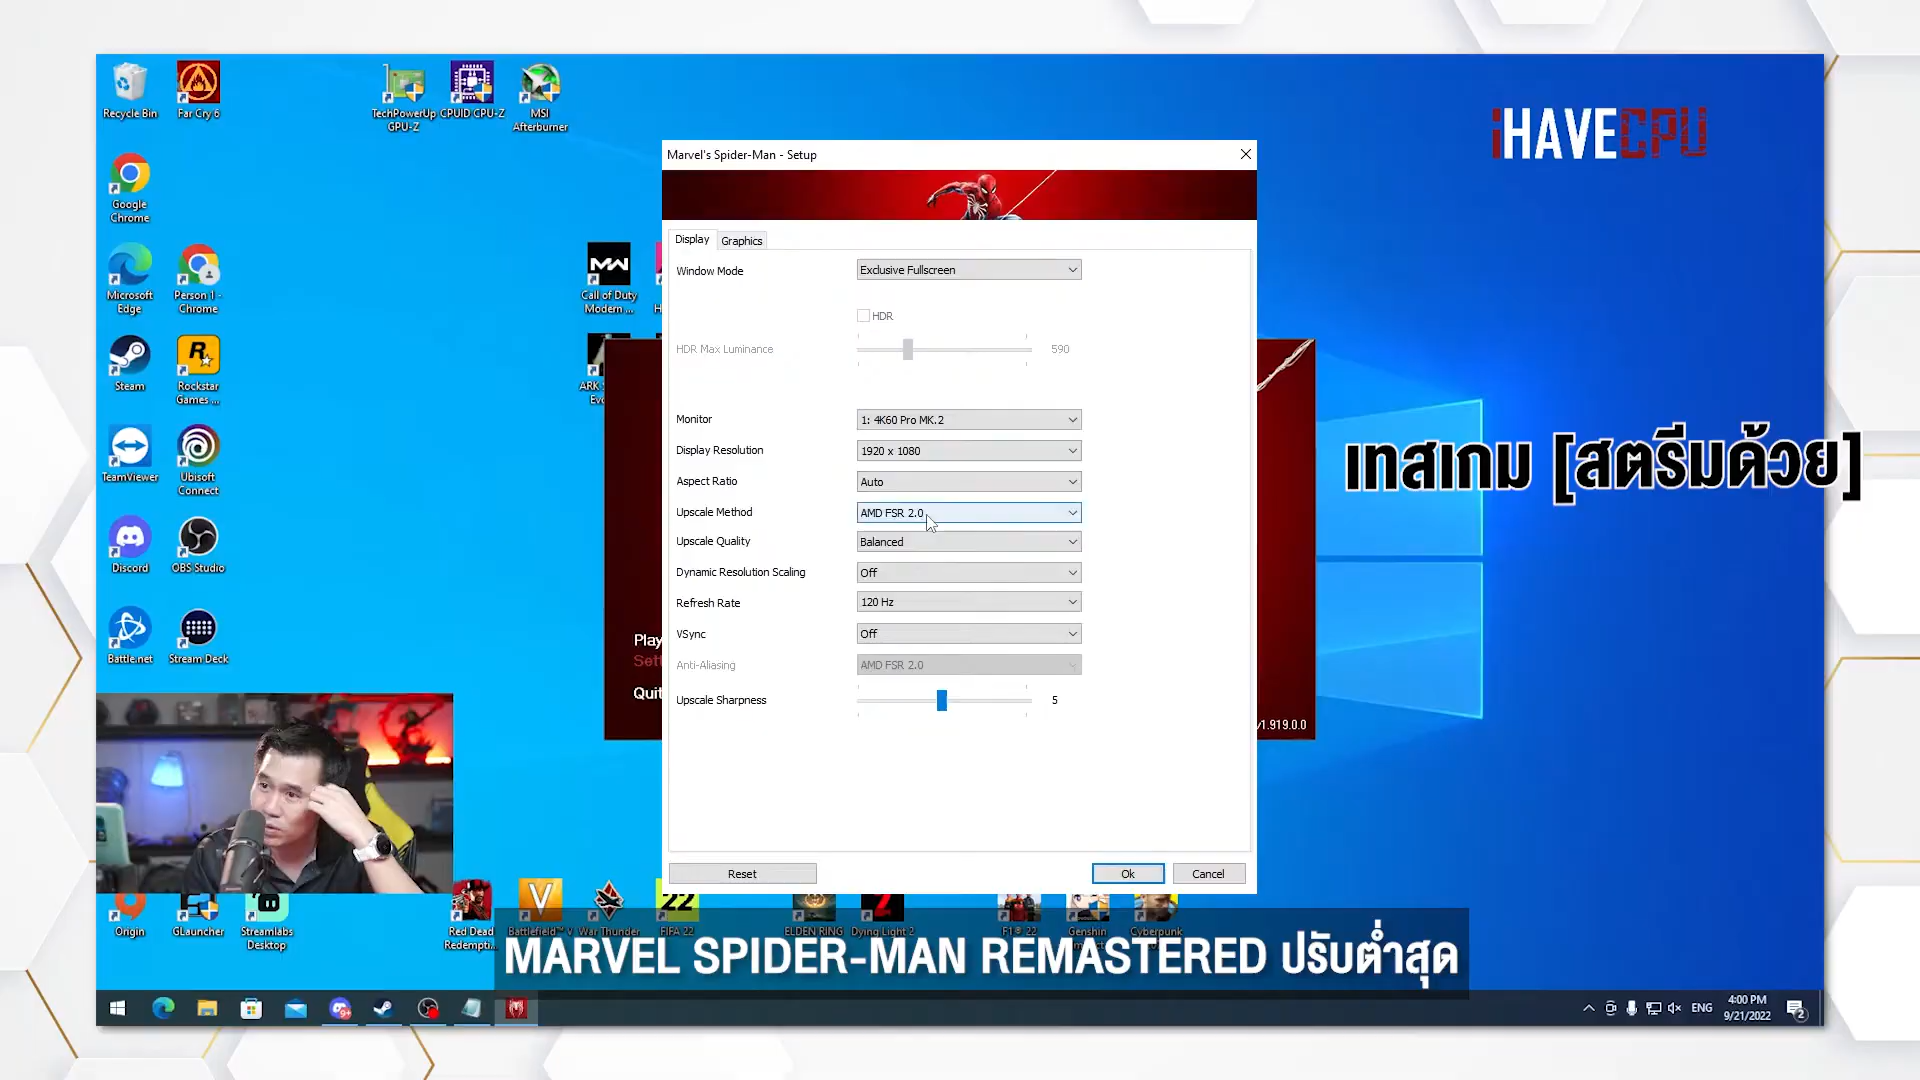 Recycle Bin
Far Cry 6
TechPowerUp GPU-Z
CPUID CPU-Z
MSI Afterburner
iHAVECPU
Google Chrome
Microsoft Edge
Person 1 - Chrome
Steam
Rockstar Games ...
TeamViewer
Ubisoft Connect
Discord
OBS Studio
Battle.net
Stream Deck
Call of Duty Modern ...
ARK
Marvel's Spider-Man - Setup
Display
Graphics
Window Mode
Exclusive Fullscreen
HDR
HDR Max Luminance
590
Monitor
1: 4K60 Pro MK.2
Display Resolution
1920 x 1080
Aspect Ratio
Auto
Upscale Method
AMD FSR 2.0
Upscale Quality
Balanced
Dynamic Resolution Scaling
Off
Refresh Rate
120 Hz
VSync
Off
Anti-Aliasing
AMD FSR 2.0
Upscale Sharpness
5
Reset
Ok
Cancel
Play
Sett
Quit
v1.919.0.0
เทสเกม [สตรีมด้วย]
Origin
GLauncher
Streamlabs Desktop
Red Dead Redempti...
Battlefield™ V
War Thunder
FIFA 22
ELDEN RING
Dying Light 2
F1® 22
Genshin
Cyberpunk
MARVEL SPIDER-MAN REMASTERED ปรับต่ำสุด
ENG
4:00 PM
9/21/2022
2